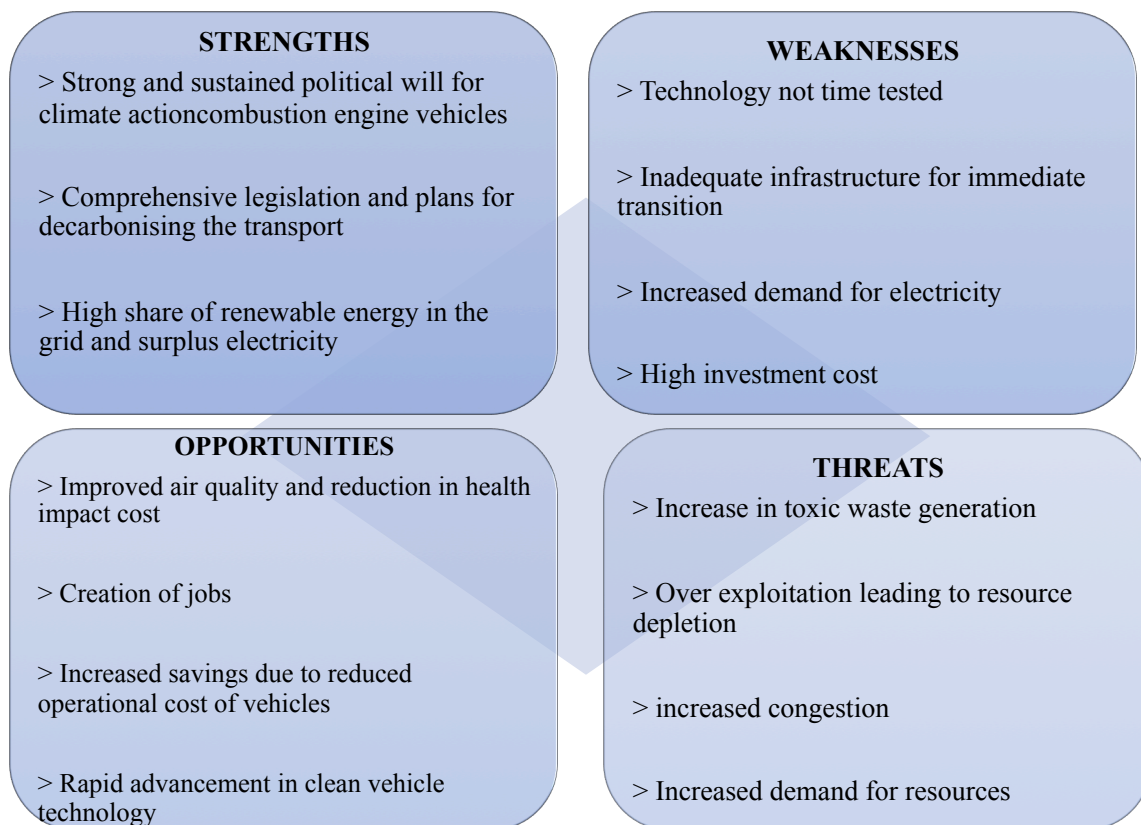 STRENGTHS
> Strong and sustained political will for
climate actioncombustion engine vehicles
> Comprehensive legislation and plans for
decarbonising the transport
> High share of renewable energy in the
grid and surplus electricity
WEAKNESSES
> Technology not time tested
> Inadequate infrastructure for immediate
transition
> Increased demand for electricity
> High investment cost
OPPORTUNITIES
> Improved air quality and reduction in health
impact cost
> Creation of jobs
> Increased savings due to reduced
operational cost of vehicles
> Rapid advancement in clean vehicle
technology
THREATS
> Increase in toxic waste generation
> Over exploitation leading to resource
depletion
> increased congestion
> Increased demand for resources